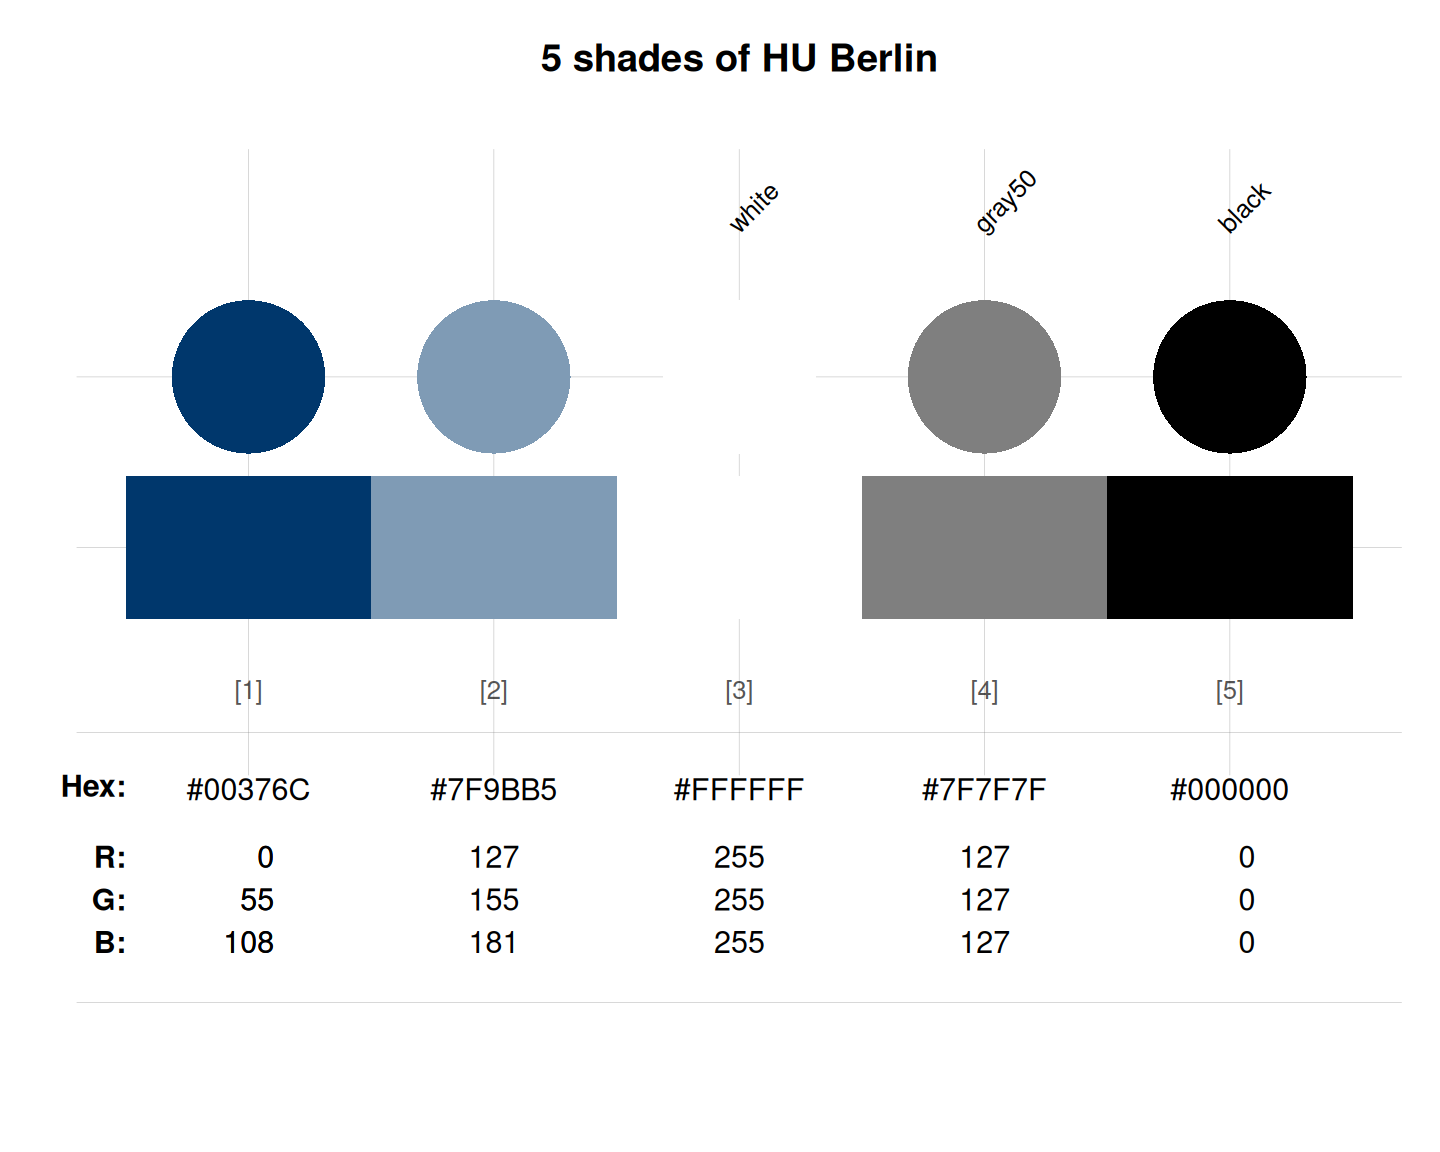 5 shades of HU Berlin
white gray50 black
[1] [2] [3] [4] [5]
Hex: #00376C #7F9BB5 #FFFFFF #7F7F7F #000000
R: 0 127 255 127 0
G: 55 155 255 127 0
B: 108 181 255 127 0